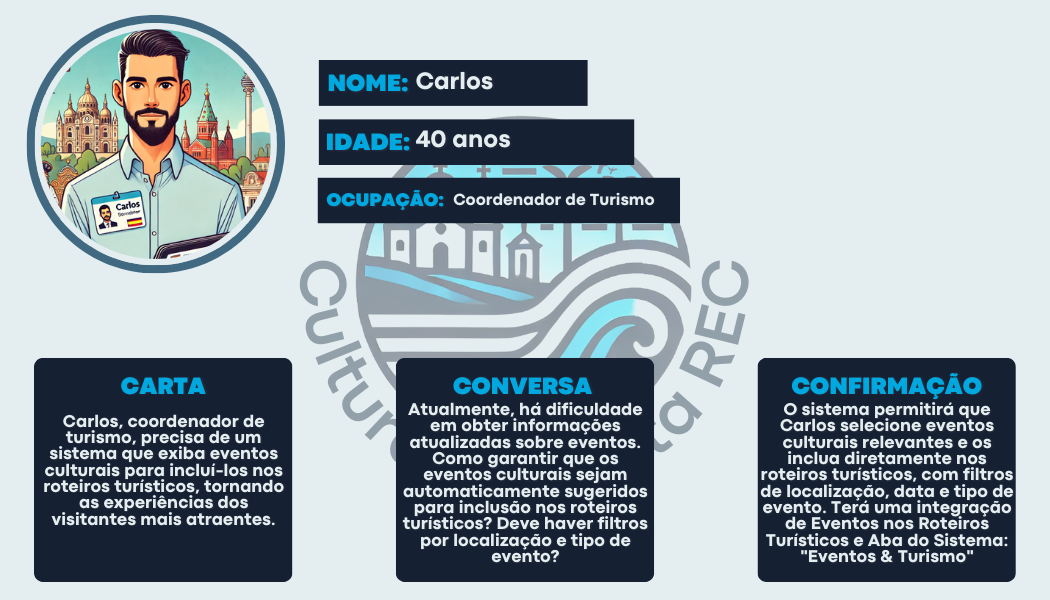 NOME: Carlos
IDADE: 40 anos
OCUPAÇÃO: Coordenador de Turismo
Carlos
REC
CARTA
Carlos, coordenador de
turismo, precisa de um
sistema que exiba eventos
culturais para incluí-los nos
roteiros turísticos, tornando
as experiências dos
visitantes mais atraentes.
CONVERSA
Atualmente, há dificuldade
em obter informações
atualizadas sobre eventos.
Como garantir que os
eventos culturais sejam
automaticamente sugeridos
para inclusão nos roteiros
turísticos? Deve haver filtros
por localização e tipo de
evento?
CONFIRMAÇÃO
O sistema permitirá que
Carlos selecione eventos
culturais relevantes e os
inclua diretamente nos
roteiros turísticos, com filtros
de localização, data e tipo de
evento. Terá uma integração
de Eventos nos Roteiros
Turísticos e Aba do Sistema:
"Eventos & Turismo"